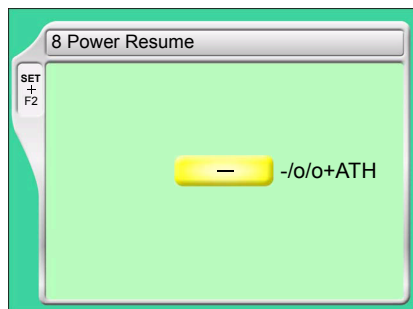 8 Power Resume
SET
+
F2
— -/o/o+ATH